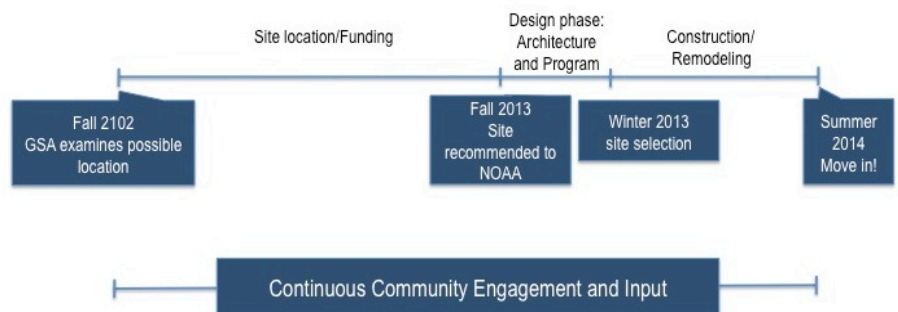 Site location/Funding
Design phase:
Architecture
and Program
Construction/
Remodeling
Fall 2102
GSA examines possible
location
Fall 2013
Site
recommended to
NOAA
Winter 2013
site selection
Summer
2014
Move in!
Continuous Community Engagement and Input